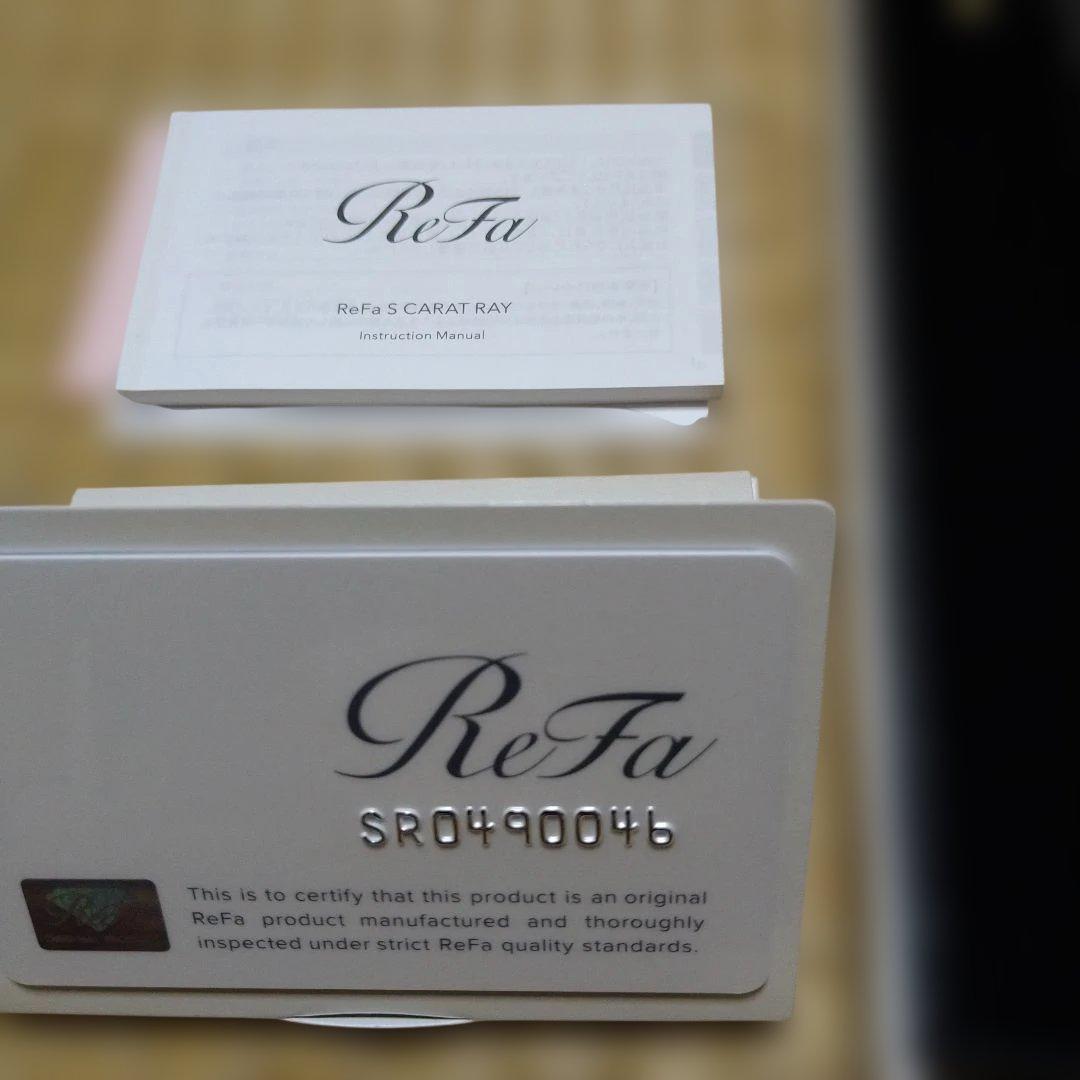 ReFa
ReFa S CARAT RAY
Instruction Manual
ReFa
SR0490046
This is to certify that this product is an original
ReFa product manufactured and thoroughly
inspected under strict ReFa quality standards.